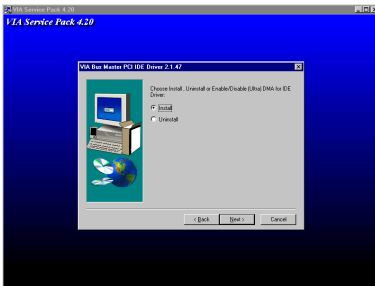 VIA Service Pack 4.20
VIA Service Pack 4.20
VIA Bus Master PCI IDE Driver 2.1.47
Choose Install , Uninstall or Enable/Disable (Ultra) DMA for IDE
Driver:
Install
Uninstall
< Back
Next >
Cancel